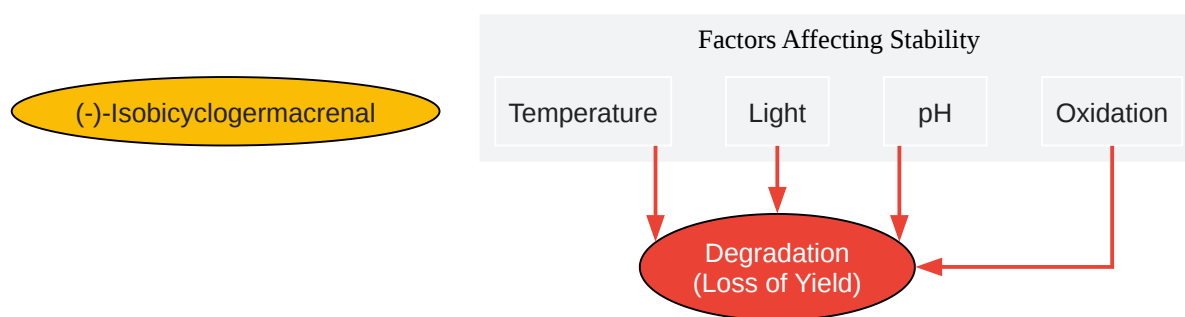 Factors Affecting Stability
(-)-Isobicyclogermacrenal
Temperature
Light
pH
Oxidation
Degradation
(Loss of Yield)